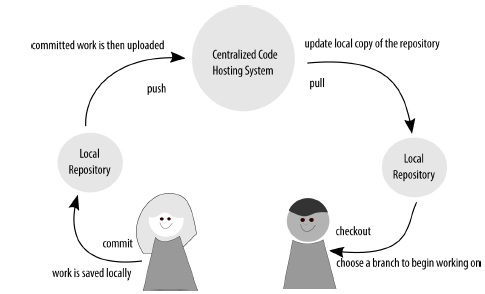 committed work is then uploaded
Centralized Code
Hosting System
update local copy of the repository
push
pull
Local
Repository
Local
Repository
commit
work is saved locally
checkout
choose a branch to begin working on